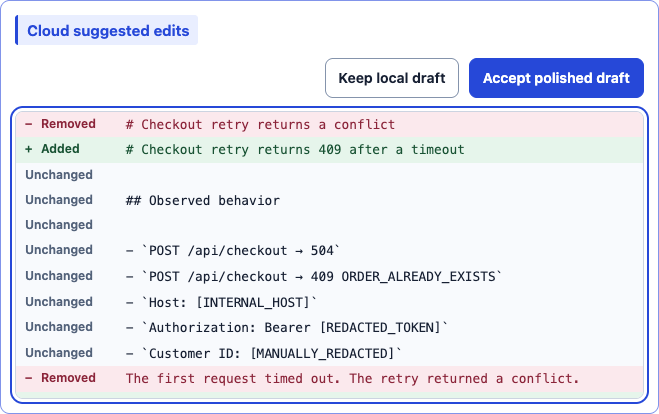 Cloud suggested edits
Keep local draft
Accept polished draft
− Removed # Checkout retry returns a conflict
+ Added # Checkout retry returns 409 after a timeout
Unchanged
Unchanged ## Observed behavior
Unchanged
Unchanged - `POST /api/checkout → 504`
Unchanged - `POST /api/checkout → 409 ORDER_ALREADY_EXISTS`
Unchanged - `Host: [INTERNAL_HOST]`
Unchanged - `Authorization: Bearer [REDACTED_TOKEN]`
Unchanged - `Customer ID: [MANUALLY_REDACTED]`
− Removed The first request timed out. The retry returned a conflict.